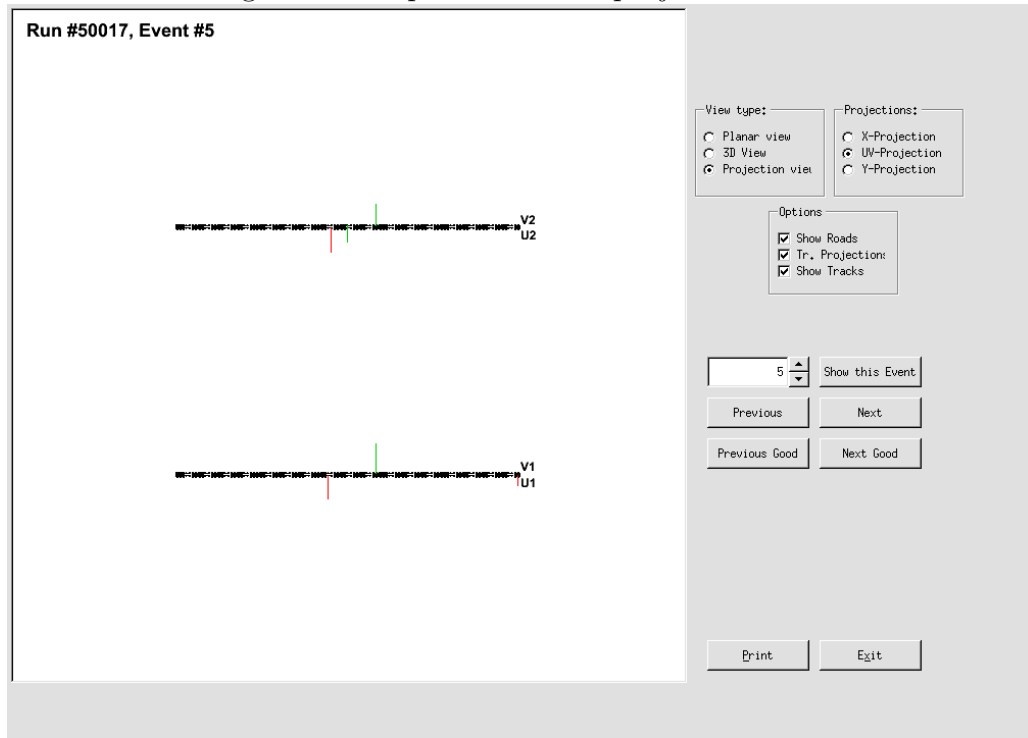 Run #50017, Event #5
V2
U2
V1
U1
View type:
Planar view
3D View
Projection vie
Projections:
X-Projection
UV-Projection
Y-Projection
Options
Show Roads
Tr. Projection
Show Tracks
5
Show this Event
Previous
Next
Previous Good
Next Good
Print
Exit